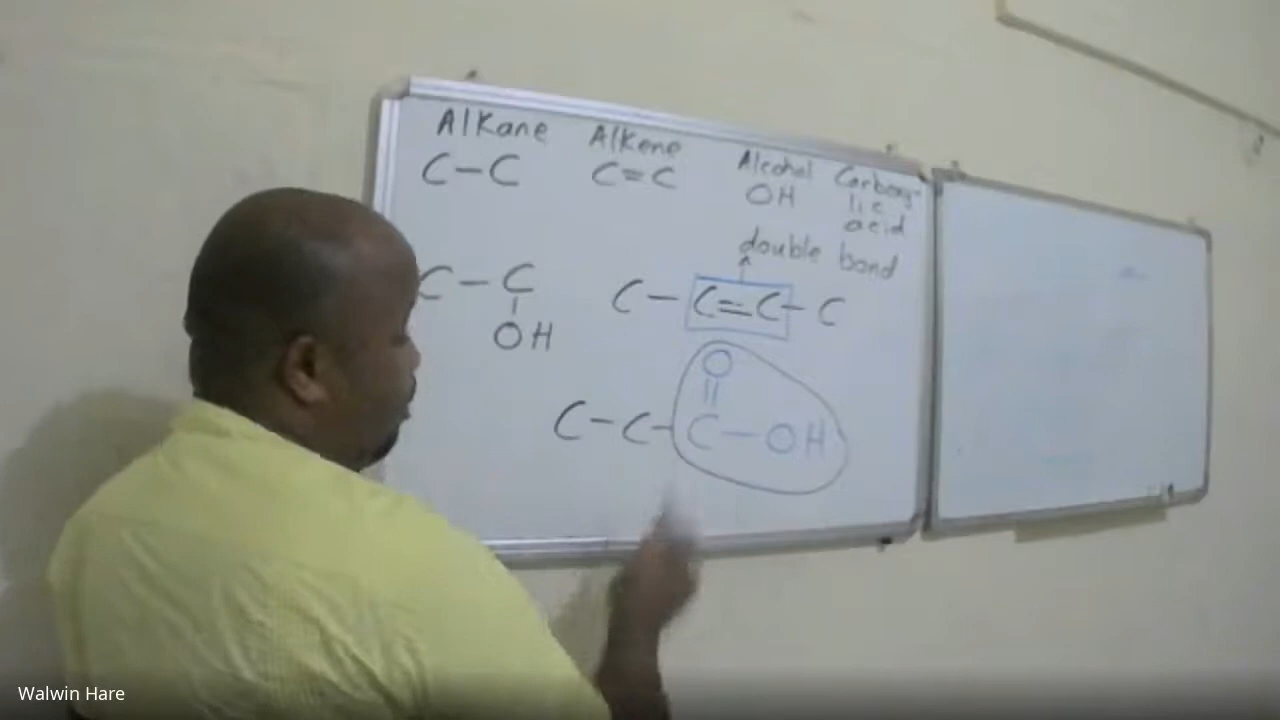 Alkane Alkene Alcohol Carboxy-
C-C C=C OH lic
acid
double bond
C-C C-C=C-C
OH
O
C-C-C-OH
Walwin Hare